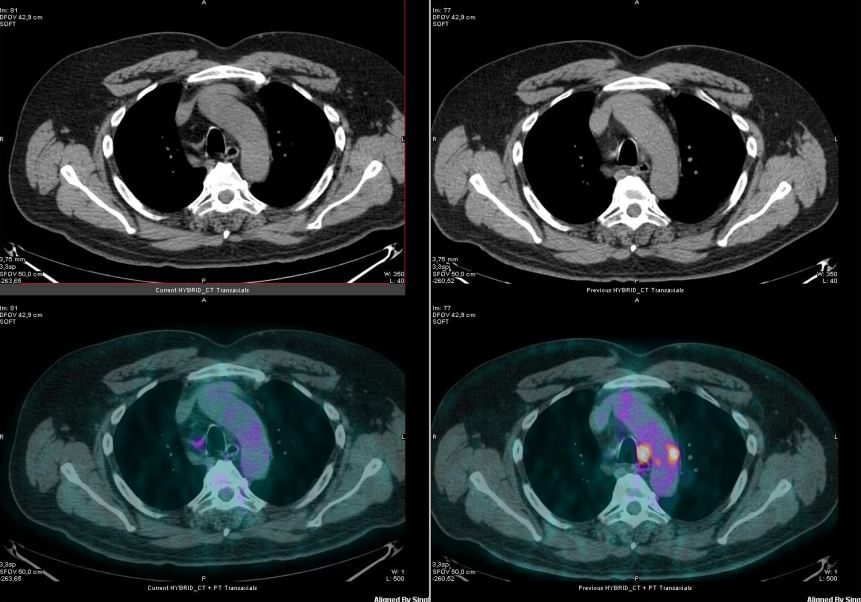 A
Im: 81
DFOV 42,9 cm
SOFT
R
L
3,75 mm
3,3sp
SFOV 50,0 cm
-263,65
W: 350
L: 40
P
Current HYBRID_CT Transaxials
A
Im: 77
DFOV 42,9 cm
SOFT
R
L
3,75 mm
3,3sp
SFOV 50,0 cm
-260,52
W: 350
L: 40
P
Previous HYBRID_CT Transaxials
A
Im: 81
DFOV 42,9 cm
SOFT
R
L
3,3sp
SFOV 50,0 cm
-263,65
W: 1
L: 500
P
Current HYBRID_CT + PT Transaxials
Aligned By Singl
A
Im: 77
DFOV 42,9 cm
SOFT
R
L
3,3sp
SFOV 50,0 cm
-260,52
W: 1
L: 500
P
Previous HYBRID_CT + PT Transaxials
Aligned By Singl